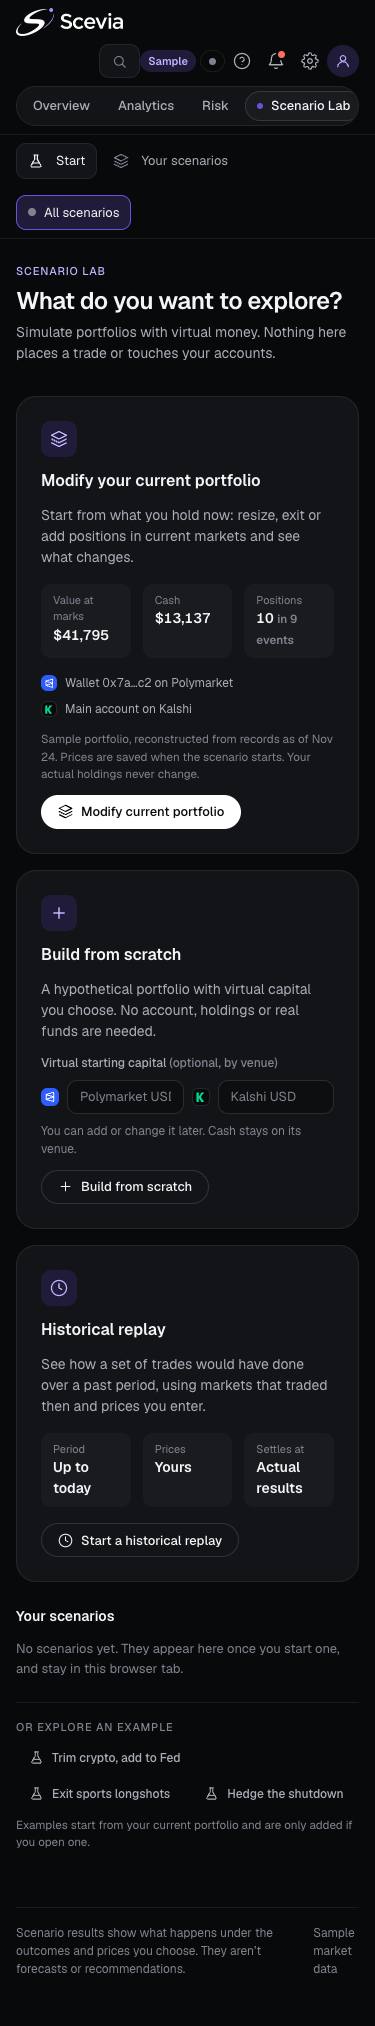 Scevia
Sample
Overview Analytics Risk Scenario Lab
Start Your scenarios
All scenarios
SCENARIO LAB
What do you want to explore?
Simulate portfolios with virtual money. Nothing here
places a trade or touches your accounts.
Modify your current portfolio
Start from what you hold now: resize, exit or
add positions in current markets and see
what changes.
Value at
marks
$41,795
Cash
$13,137
Positions
10 in 9
events
Wallet 0x7a…c2 on Polymarket
K Main account on Kalshi
Sample portfolio, reconstructed from records as of Nov
24. Prices are saved when the scenario starts. Your
actual holdings never change.
Modify current portfolio
Build from scratch
A hypothetical portfolio with virtual capital
you choose. No account, holdings or real
funds are needed.
Virtual starting capital (optional, by venue)
Polymarket USD K Kalshi USD
You can add or change it later. Cash stays on its
venue.
Build from scratch
Historical replay
See how a set of trades would have done
over a past period, using markets that traded
then and prices you enter.
Period
Up to
today
Prices
Yours
Settles at
Actual
results
Start a historical replay
Your scenarios
No scenarios yet. They appear here once you start one,
and stay in this browser tab.
OR EXPLORE AN EXAMPLE
Trim crypto, add to Fed
Exit sports longshots Hedge the shutdown
Examples start from your current portfolio and are only added if
you open one.
Scenario results show what happens under the
outcomes and prices you choose. They aren't
forecasts or recommendations.
Sample
market
data